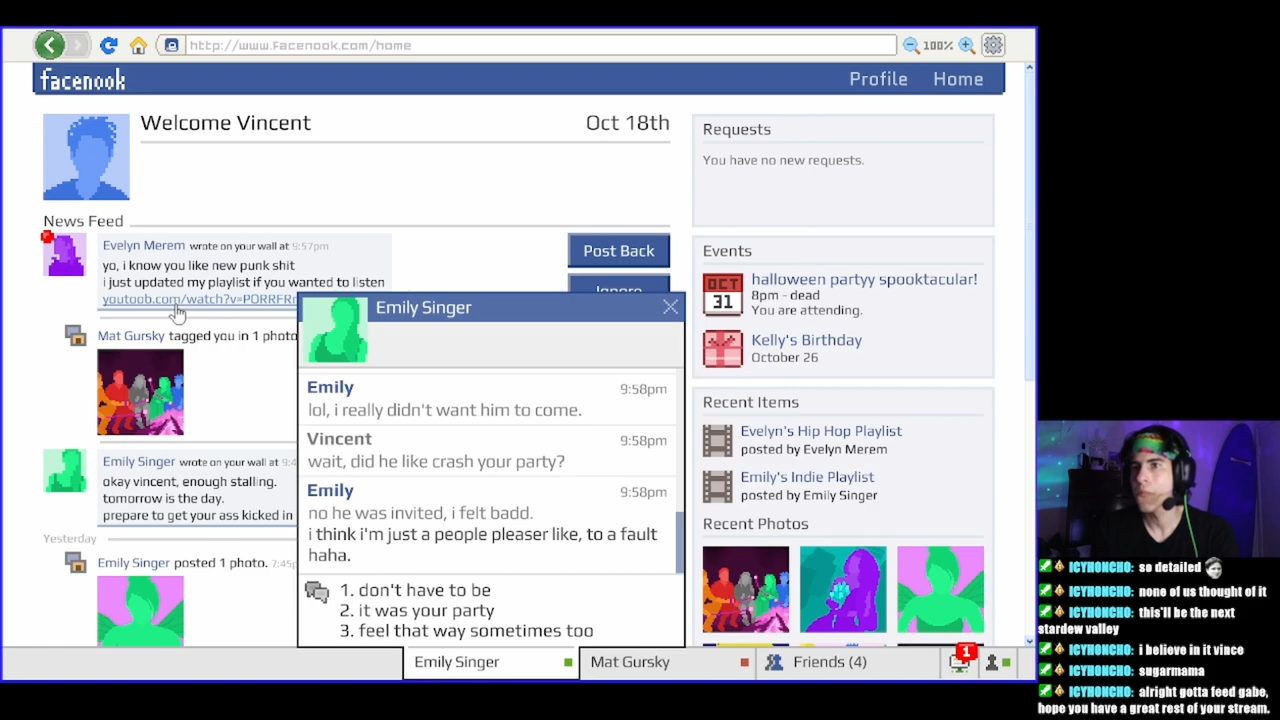 http://www.facenook.com/home
100%
facenook
Profile
Home
Welcome Vincent
Oct 18th
News Feed
Evelyn Merem wrote on your wall at 9:57pm
yo, i know you like new punk shit
i just updated my playlist if you wanted to listen
Post Back
Ignore
Mat Gursky tagged you in 1 photo
Emily Singer wrote on your wall at
okay vincent, enough stalling.
tomorrow is the day.
prepare to get your ass kicked in
Yesterday
Emily Singer posted 1 photo.
Emily Singer
Emily 9:58pm
lol, i really didn't want him to come.
Vincent 9:58pm
wait, did he like crash your party?
Emily 9:58pm
no he was invited, i felt badd.
i think i'm just a people pleaser like, to a fault
haha.
1. don't have to be
2. it was your party
3. feel that way sometimes too
Emily Singer
Mat Gursky
Friends (4)
1
Requests
You have no new requests.
Events
OCT
31
halloween partyy spooktacular!
8pm - dead
You are attending.
Kelly's Birthday
October 26
Recent Items
Evelyn's Hip Hop Playlist
posted by Evelyn Merem
Emily's Indie Playlist
posted by Emily Singer
Recent Photos
ICYHONCHO: so detailed
ICYHONCHO: none of us thought of it
ICYHONCHO: this'll be the next
stardew valley
ICYHONCHO: i believe in it vince
ICYHONCHO: sugarmama
ICYHONCHO: alright gotta feed gabe,
hope you have a great rest of your stream.